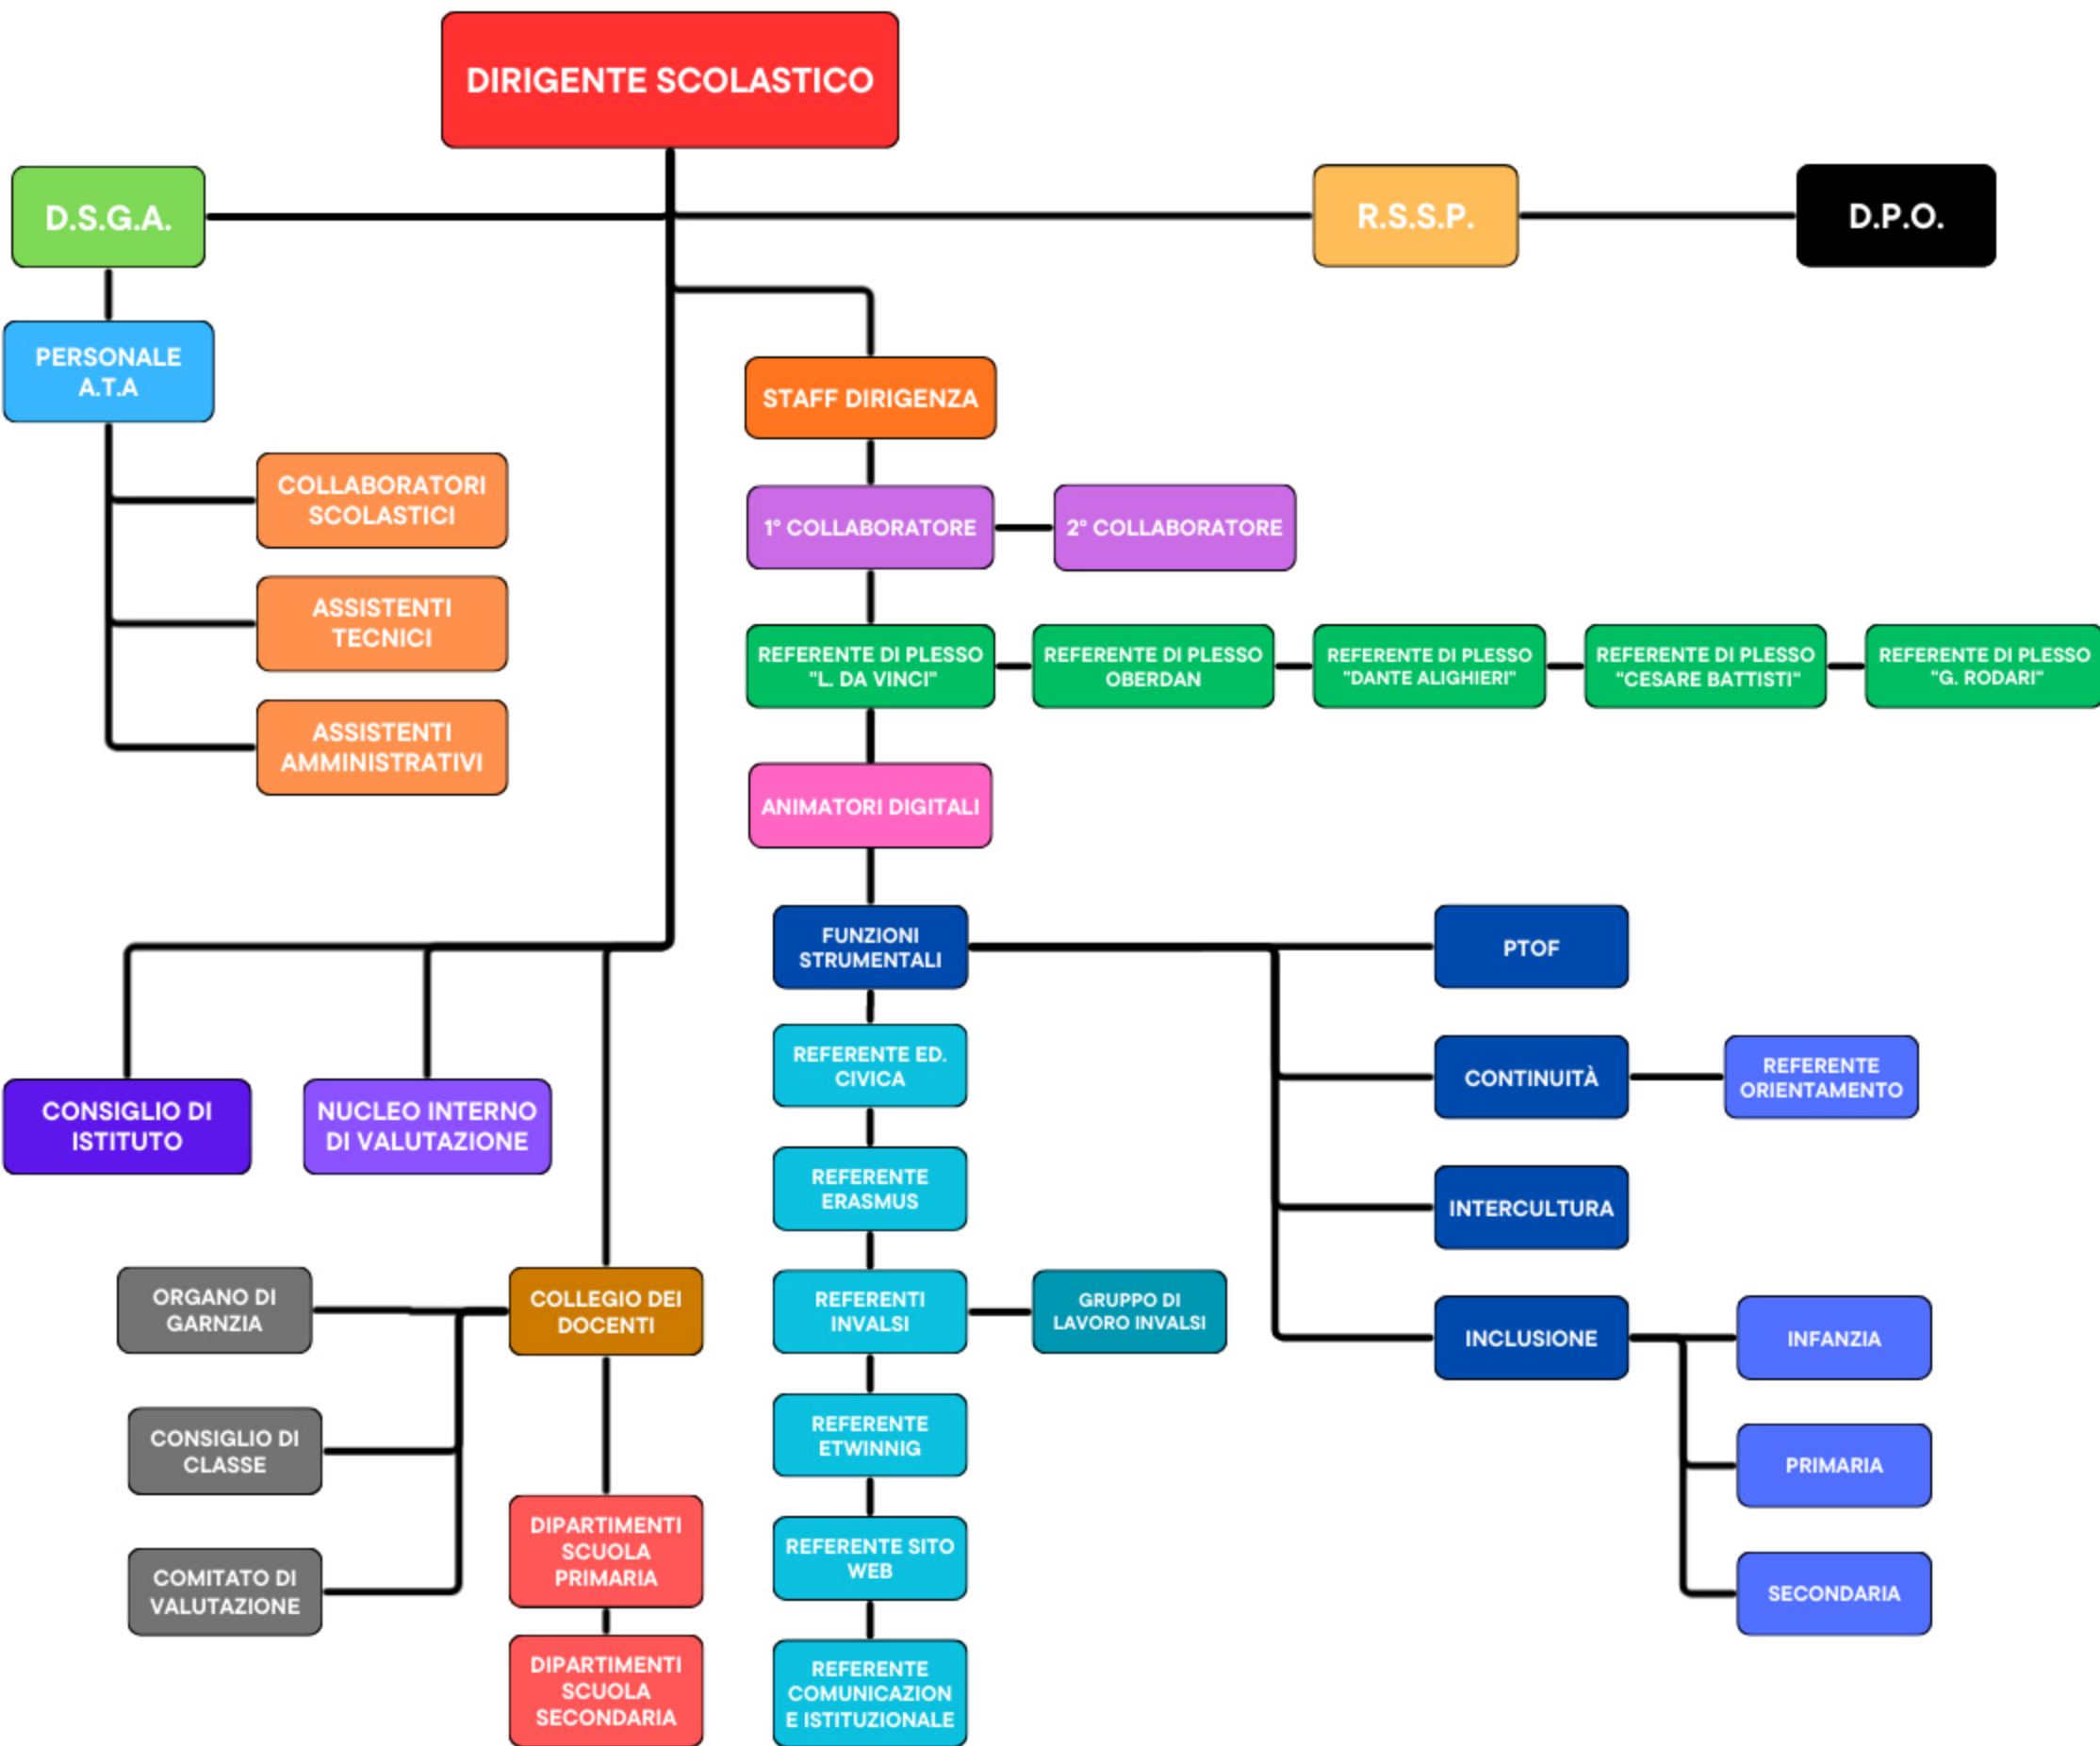 DIRIGENTE SCOLASTICO
D.S.G.A.
R.S.S.P.
D.P.O.
PERSONALE
A.T.A
STAFF DIRIGENZA
COLLABORATORI
SCOLASTICI
1° COLLABORATORE
2° COLLABORATORE
ASSISTENTI
TECNICI
REFERENTE DI PLESSO
"L. DA VINCI"
REFERENTE DI PLESSO
OBERDAN
REFERENTE DI PLESSO
"DANTE ALIGHIERI"
REFERENTE DI PLESSO
"CESARE BATTISTI"
REFERENTE DI PLESSO
"G. RODARI"
ASSISTENTI
AMMINISTRATIVI
ANIMATORI DIGITALI
FUNZIONI
STRUMENTALI
PTOF
REFERENTE ED.
CIVICA
CONTINUITÀ
REFERENTE
ORIENTAMENTO
CONSIGLIO DI
ISTITUTO
NUCLEO INTERNO
DI VALUTAZIONE
REFERENTE
ERASMUS
INTERCULTURA
ORGANO DI
GARNZIA
COLLEGIO DEI
DOCENTI
REFERENTI
INVALSI
GRUPPO DI
LAVORO INVALSI
INCLUSIONE
INFANZIA
CONSIGLIO DI
CLASSE
REFERENTE
ETWINNIG
PRIMARIA
DIPARTIMENTI
SCUOLA
PRIMARIA
REFERENTE SITO
WEB
COMITATO DI
VALUTAZIONE
SECONDARIA
DIPARTIMENTI
SCUOLA
SECONDARIA
REFERENTE
COMUNICAZION
E ISTITUZIONALE